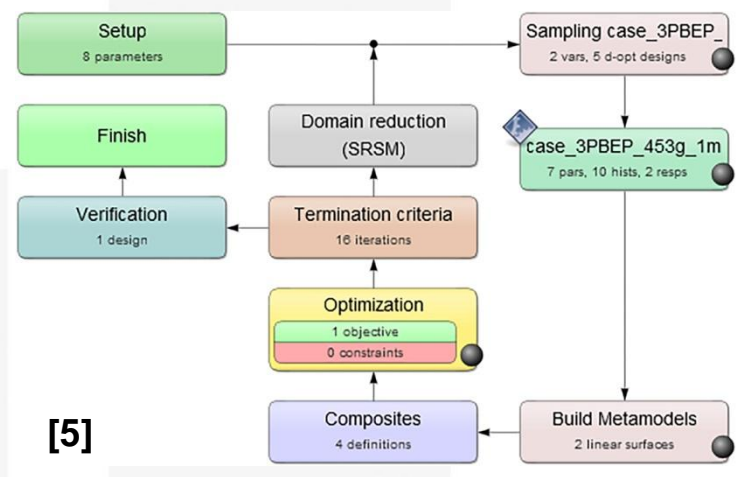 Setup
8 parameters
Sampling case_3PBEP_
2 vars, 5 d-opt designs
Finish
Domain reduction
(SRSM)
case_3PBEP_453g_1m
7 pars, 10 hists, 2 resps
Verification
1 design
Termination criteria
16 iterations
Optimization
1 objective
0 constraints
Composites
4 definitions
Build Metamodels
2 linear surfaces
[5]